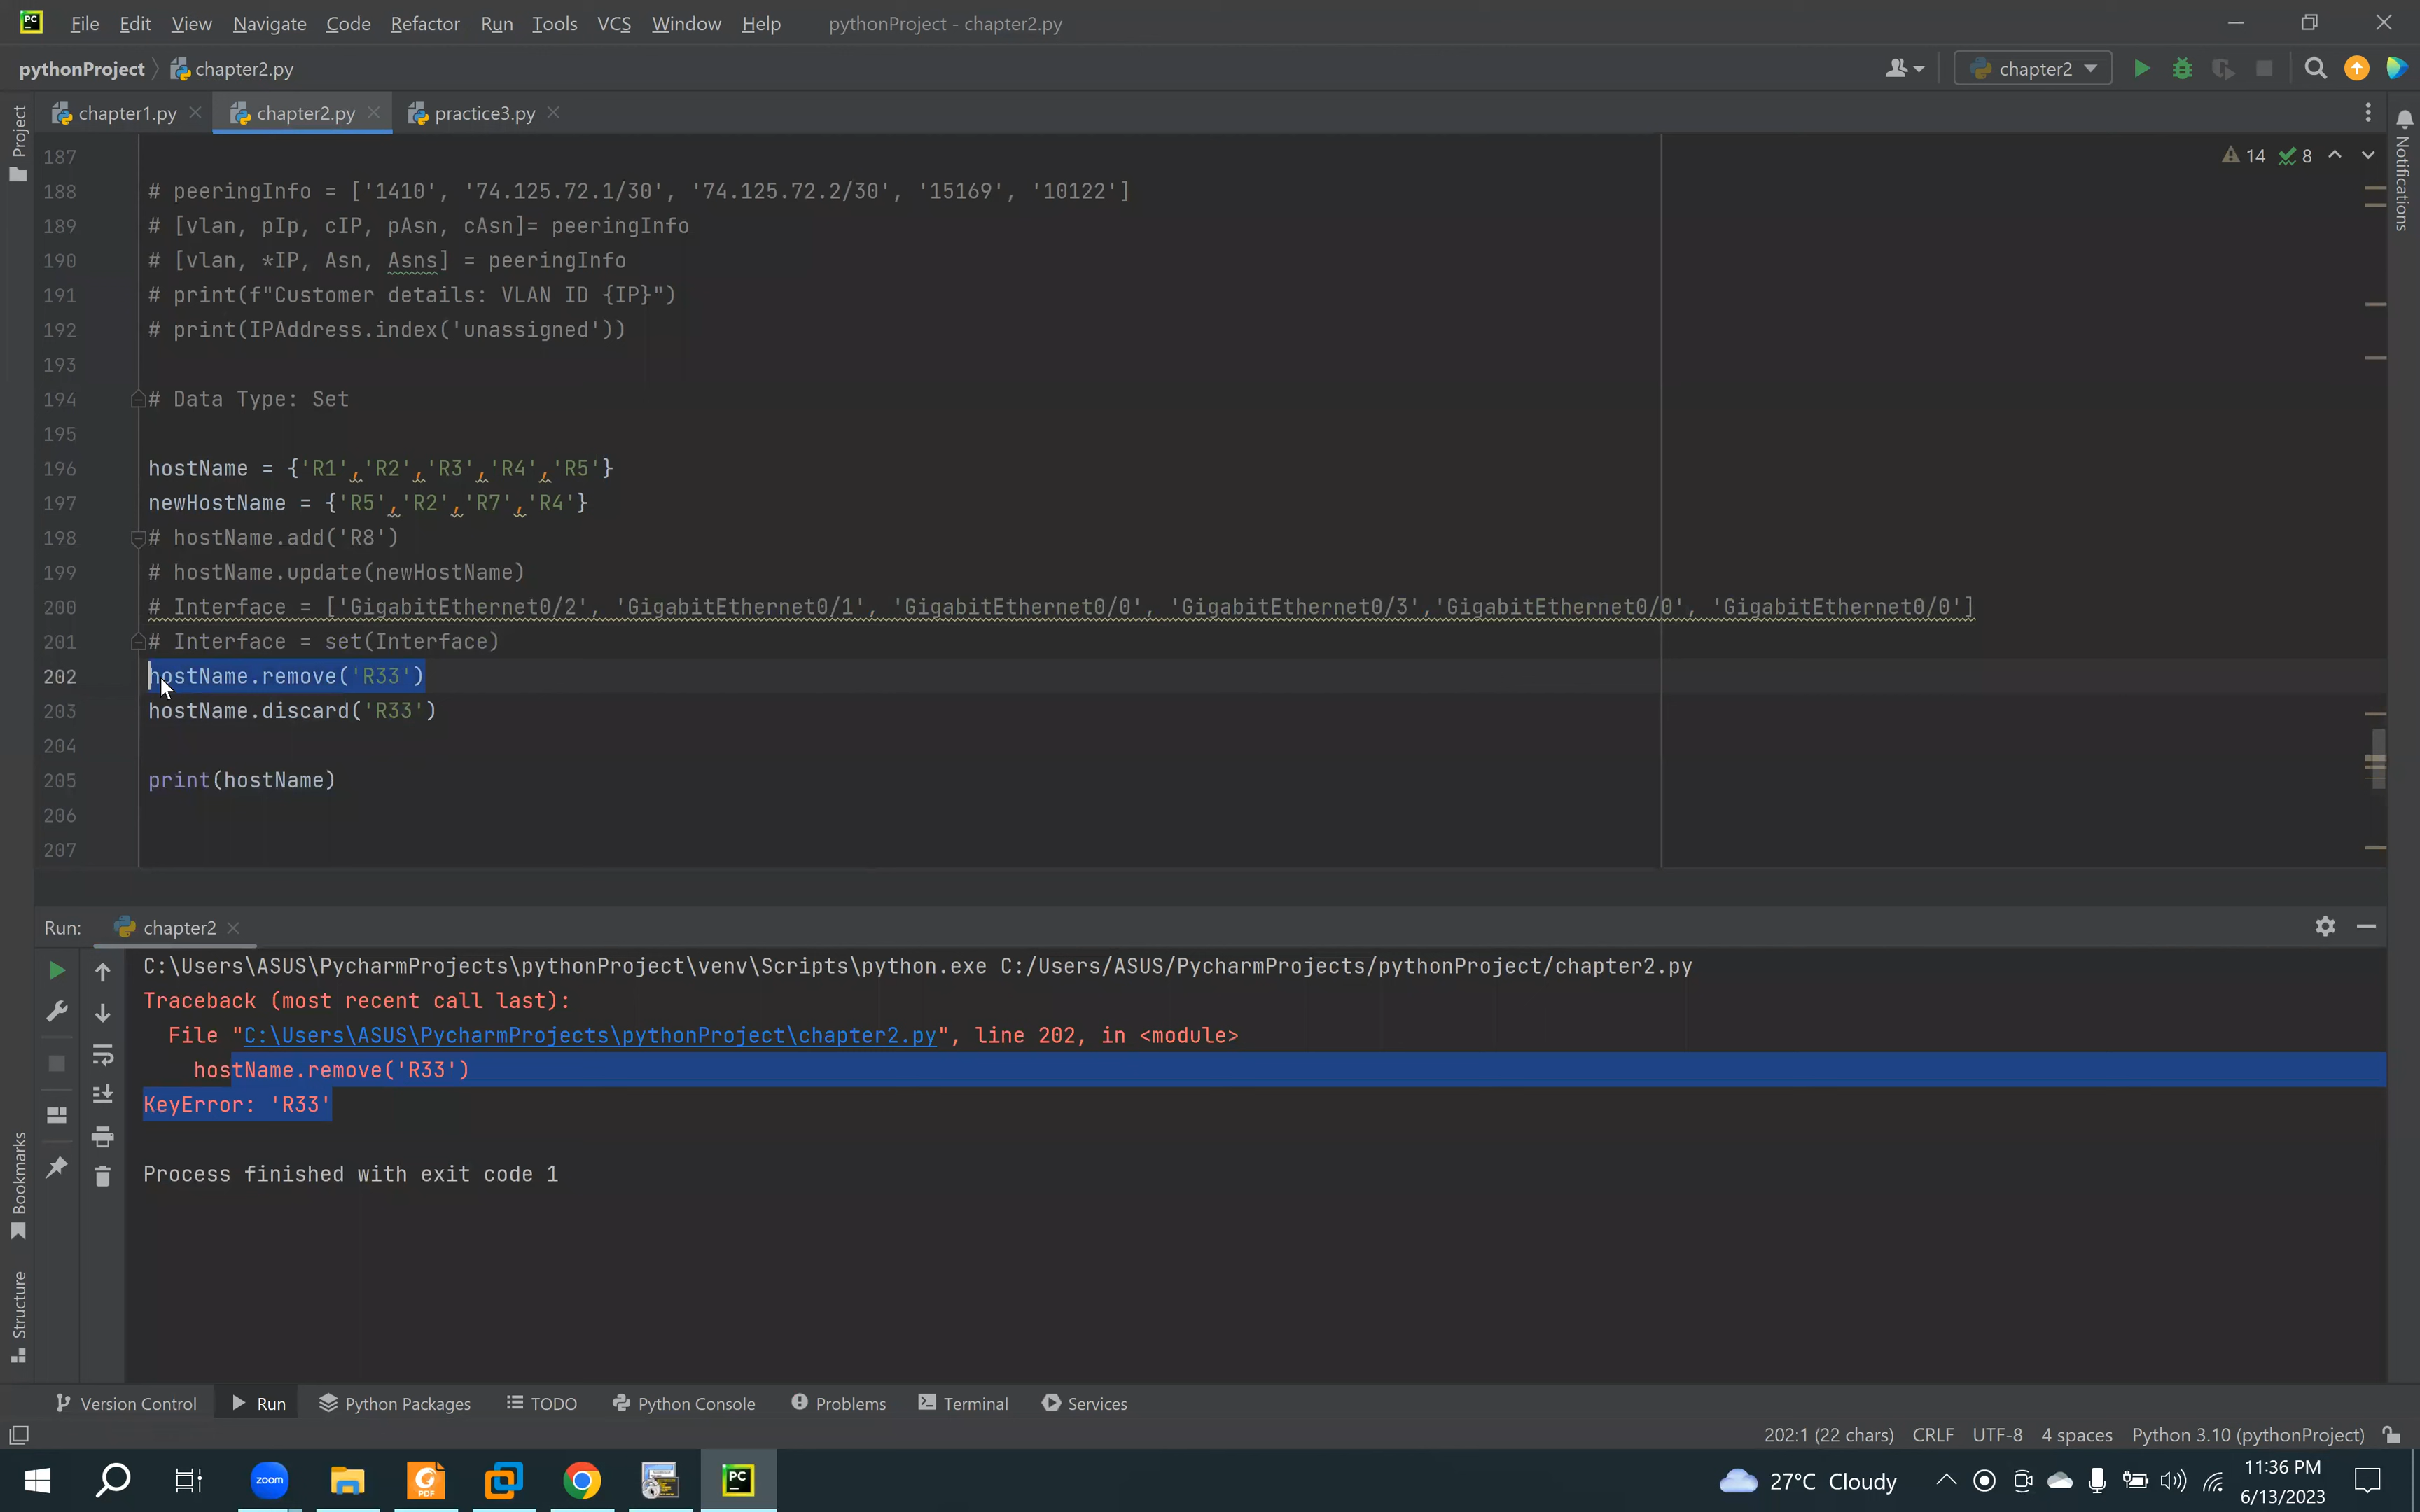 PC File Edit View Navigate Code Refactor Run Tools VCS Window Help pythonProject - chapter2.py
pythonProject chapter2.py chapter2
Project
chapter1.py chapter2.py practice3.py
Notifications
14 8
187
188 # peeringInfo = ['1410', '74.125.72.1/30', '74.125.72.2/30', '15169', '10122']
189 # [vlan, pIp, cIP, pAsn, cAsn]= peeringInfo
190 # [vlan, *IP, Asn, Asns] = peeringInfo
191 # print(f"Customer details: VLAN ID {IP}")
192 # print(IPAddress.index('unassigned'))
193
194 # Data Type: Set
195
196 hostName = {'R1','R2','R3','R4','R5'}
197 newHostName = {'R5','R2','R7','R4'}
198 # hostName.add('R8')
199 # hostName.update(newHostName)
200 # Interface = ['GigabitEthernet0/2', 'GigabitEthernet0/1', 'GigabitEthernet0/0', 'GigabitEthernet0/3','GigabitEthernet0/0', 'GigabitEthernet0/0']
201 # Interface = set(Interface)
202 hostName.remove('R33')
203 hostName.discard('R33')
204
205 print(hostName)
206
207
Run: chapter2
C:\Users\ASUS\PycharmProjects\pythonProject\venv\Scripts\python.exe C:/Users/ASUS/PycharmProjects/pythonProject/chapter2.py
Traceback (most recent call last):
File "C:\Users\ASUS\PycharmProjects\pythonProject\chapter2.py", line 202, in <module>
hostName.remove('R33')
KeyError: 'R33'
Process finished with exit code 1
Bookmarks
Structure
Version Control Run Python Packages TODO Python Console Problems Terminal Services
202:1 (22 chars) CRLF UTF-8 4 spaces Python 3.10 (pythonProject)
zoom PDF PC 27°C Cloudy 11:36 PM
6/13/2023